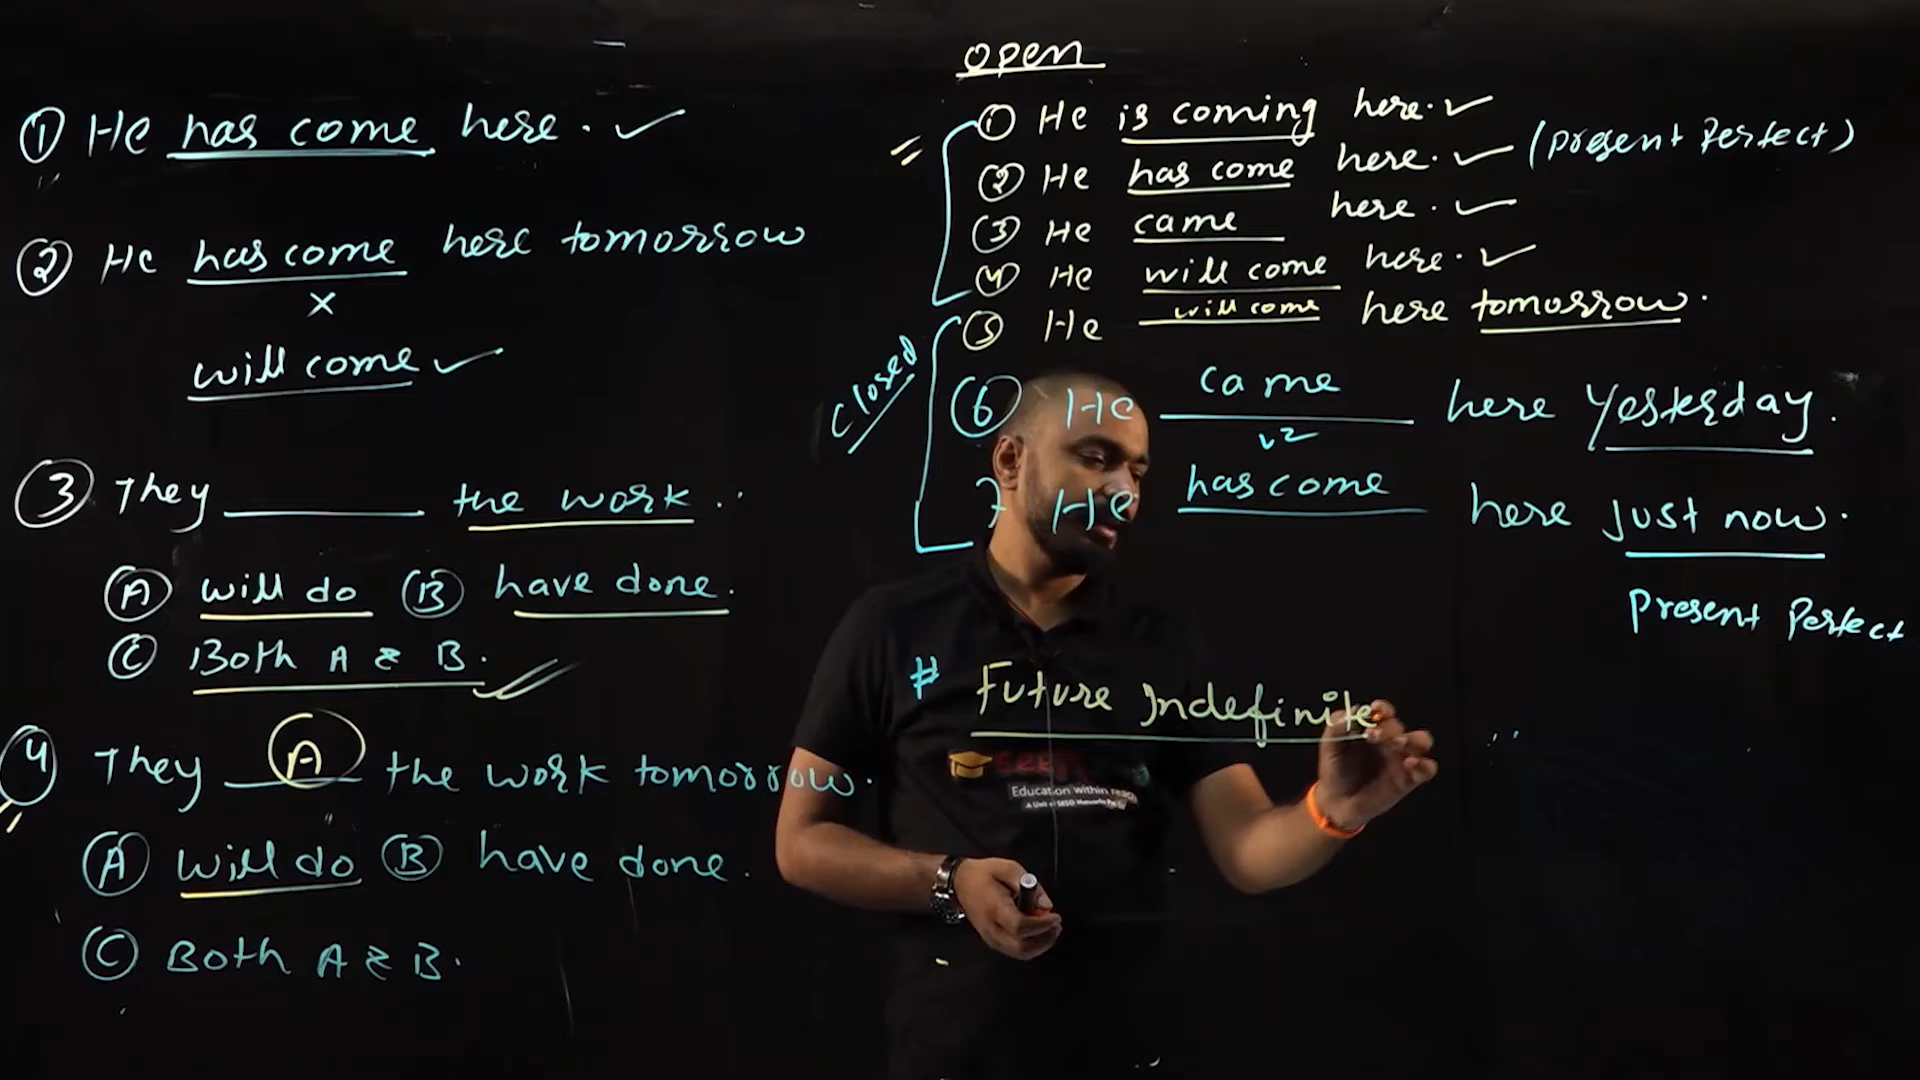 ① He has come here. ✓
② He has come here tomorrow
x
will come ✓
③ They ______ the work.
Ⓐ will do Ⓑ have done.
Ⓒ Both A & B. ✓
④ They Ⓐ the work tomorrow.
Ⓐ will do Ⓑ have done.
Ⓒ Both A & B.
open
① He is coming here. ✓
② He has come here. ✓ (Present Perfect)
③ He came here. ✓
④ He will come here. ✓
⑤ He will come here tomorrow.
closed
⑥ He came here yesterday.
v2
7 He has come here just now.
Present Perfect
# Future Indefinite
Education within reach